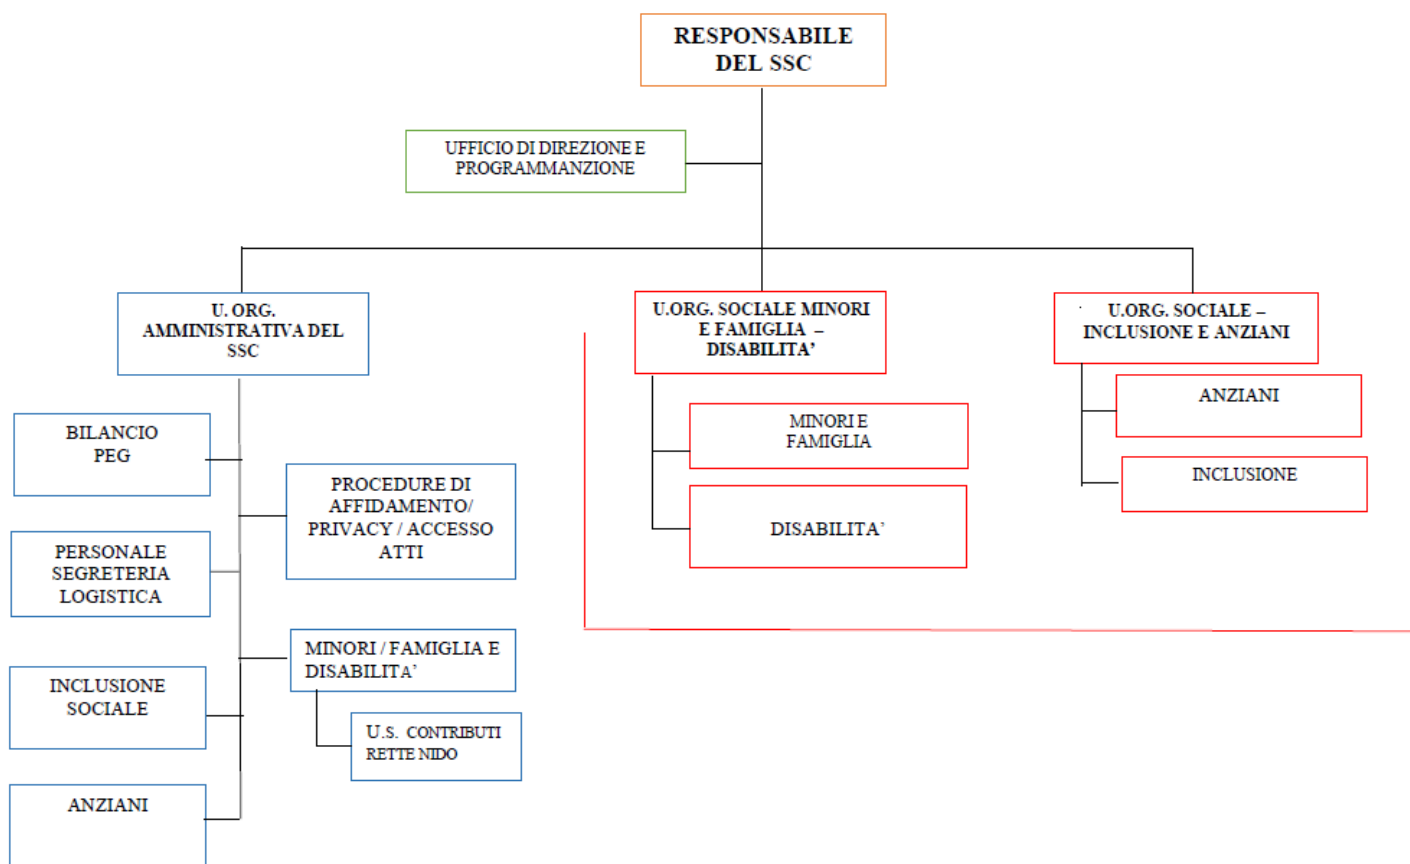 RESPONSABILE
DEL SSC
UFFICIO DI DIREZIONE E
PROGRAMMANZIONE
U. ORG.
AMMINISTRATIVA DEL
SSC
U.ORG. SOCIALE MINORI
E FAMIGLIA –
DISABILITA’
U.ORG. SOCIALE –
INCLUSIONE E ANZIANI
BILANCIO
PEG
PROCEDURE DI
AFFIDAMENTO/
PRIVACY / ACCESSO
ATTI
PERSONALE
SEGRETERIA
LOGISTICA
MINORI / FAMIGLIA E
DISABILITA’
INCLUSIONE
SOCIALE
U.S. CONTRIBUTI
RETTE NIDO
ANZIANI
MINORI E
FAMIGLIA
DISABILITA’
ANZIANI
INCLUSIONE